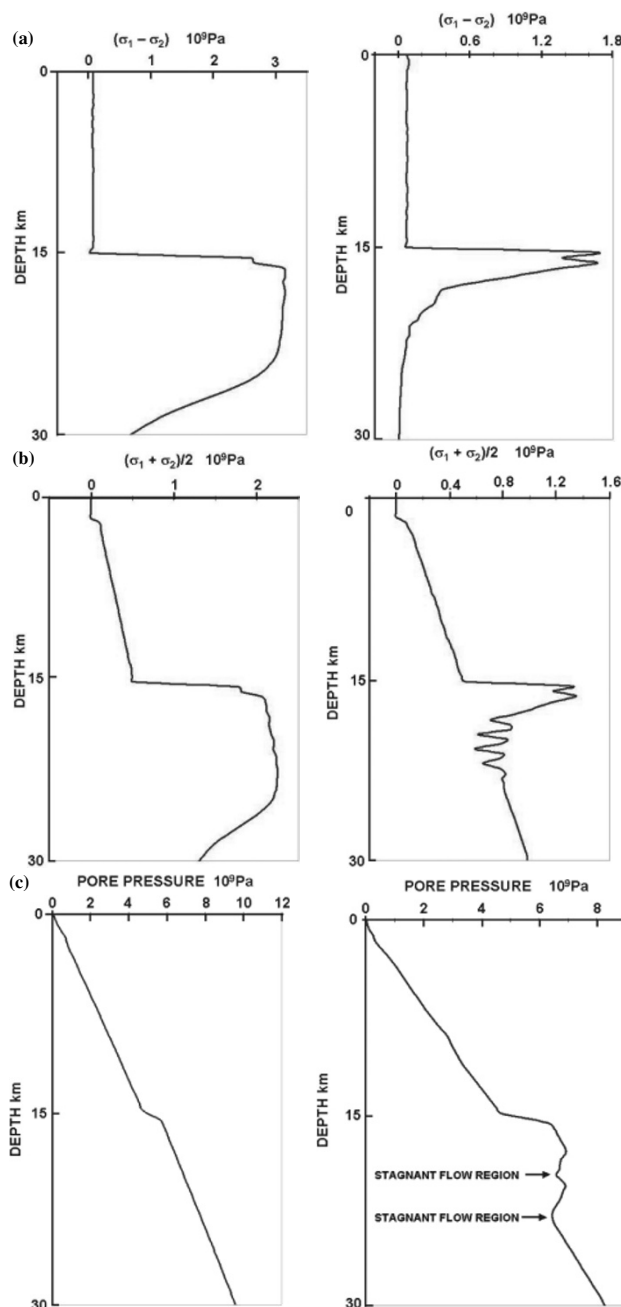 (a)
(σ₁ – σ₂) 10⁹Pa
0 1 2 3
0
15
30
DEPTH km
(σ₁ – σ₂) 10⁹Pa
0 0.6 1.2 1.8
0
15
30
DEPTH km
(b)
(σ₁ + σ₂)/2 10⁹Pa
0 1 2
0
15
30
DEPTH km
(σ₁ + σ₂)/2 10⁹Pa
0 0.4 0.8 1.2 1.6
0
15
30
DEPTH km
(c)
PORE PRESSURE 10⁹Pa
0 2 4 6 8 10 12
0
15
30
DEPTH km
PORE PRESSURE 10⁹Pa
0 2 4 6 8
0
15
30
DEPTH km
STAGNANT FLOW REGION
STAGNANT FLOW REGION